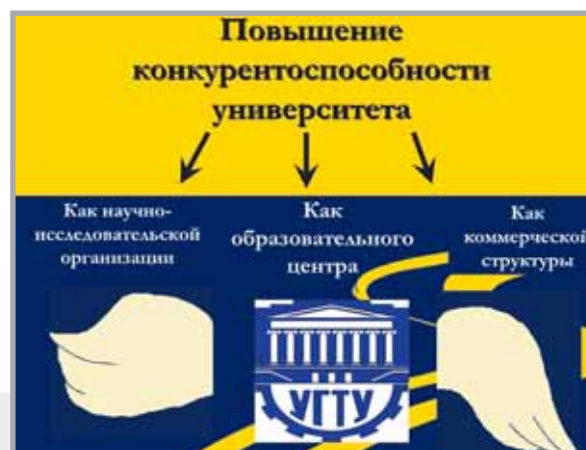 Повышение
конкурентоспособности
университета
Как научно-
исследовательской
организации
Как
образовательного
центра
Как
коммерческой
структуры
УГТУ